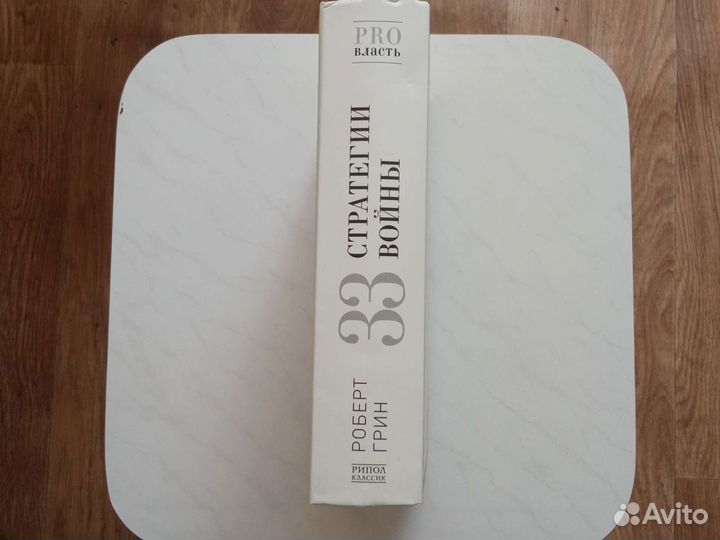 PRO
власть
33
СТРАТЕГИИ
ВОЙНЫ
РОБЕРТ
ГРИН
РИПОЛ
КЛАССИК
Avito